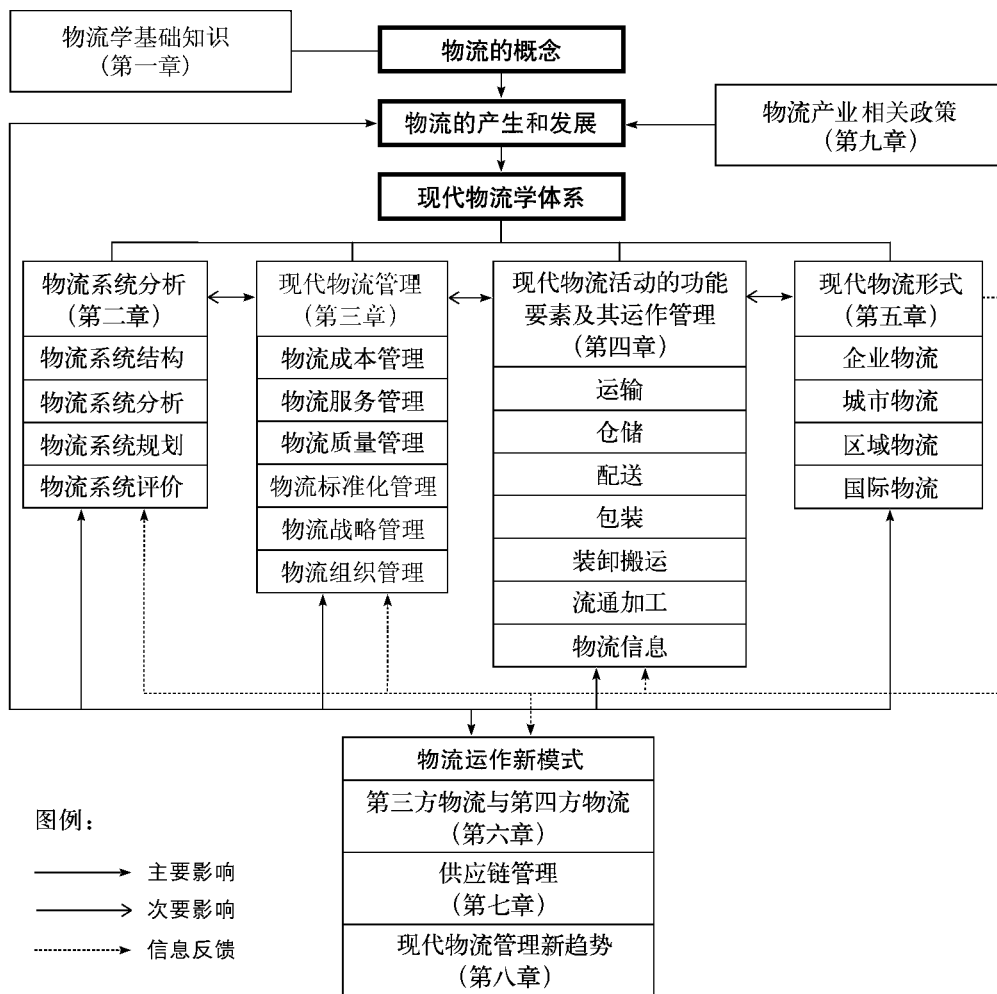 物流学基础知识
（第一章）
物流的概念
物流的产生和发展
物流产业相关政策
（第九章）
现代物流学体系
物流系统分析
（第二章）
物流系统结构
物流系统分析
物流系统规划
物流系统评价
现代物流管理
（第三章）
物流成本管理
物流服务管理
物流质量管理
物流标准化管理
物流战略管理
物流组织管理
现代物流活动的功能
要素及其运作管理
（第四章）
运输
仓储
配送
包装
装卸搬运
流通加工
物流信息
现代物流形式
（第五章）
企业物流
城市物流
区域物流
国际物流
物流运作新模式
第三方物流与第四方物流
（第六章）
供应链管理
（第七章）
现代物流管理新趋势
（第八章）
图例：
主要影响
次要影响
信息反馈